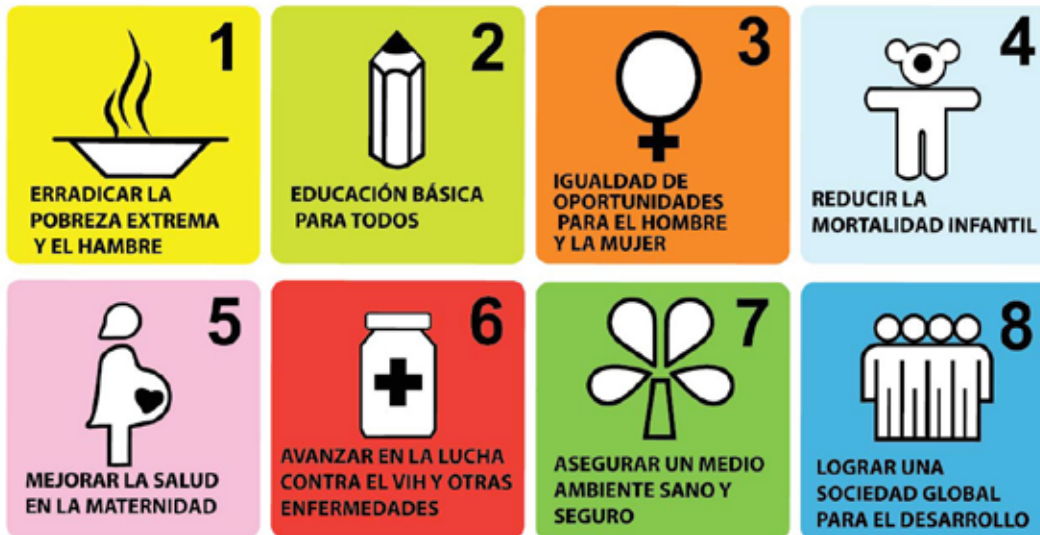 1
ERRADICAR LA
POBREZA EXTREMA
Y EL HAMBRE
2
EDUCACIÓN BÁSICA
PARA TODOS
3
IGUALDAD DE
OPORTUNIDADES
PARA EL HOMBRE
Y LA MUJER
4
REDUCIR LA
MORTALIDAD INFANTIL
5
MEJORAR LA SALUD
EN LA MATERNIDAD
6
AVANZAR EN LA LUCHA
CONTRA EL VIH Y OTRAS
ENFERMEDADES
7
ASEGURAR UN MEDIO
AMBIENTE SANO Y
SEGURO
8
LOGRAR UNA
SOCIEDAD GLOBAL
PARA EL DESARROLLO